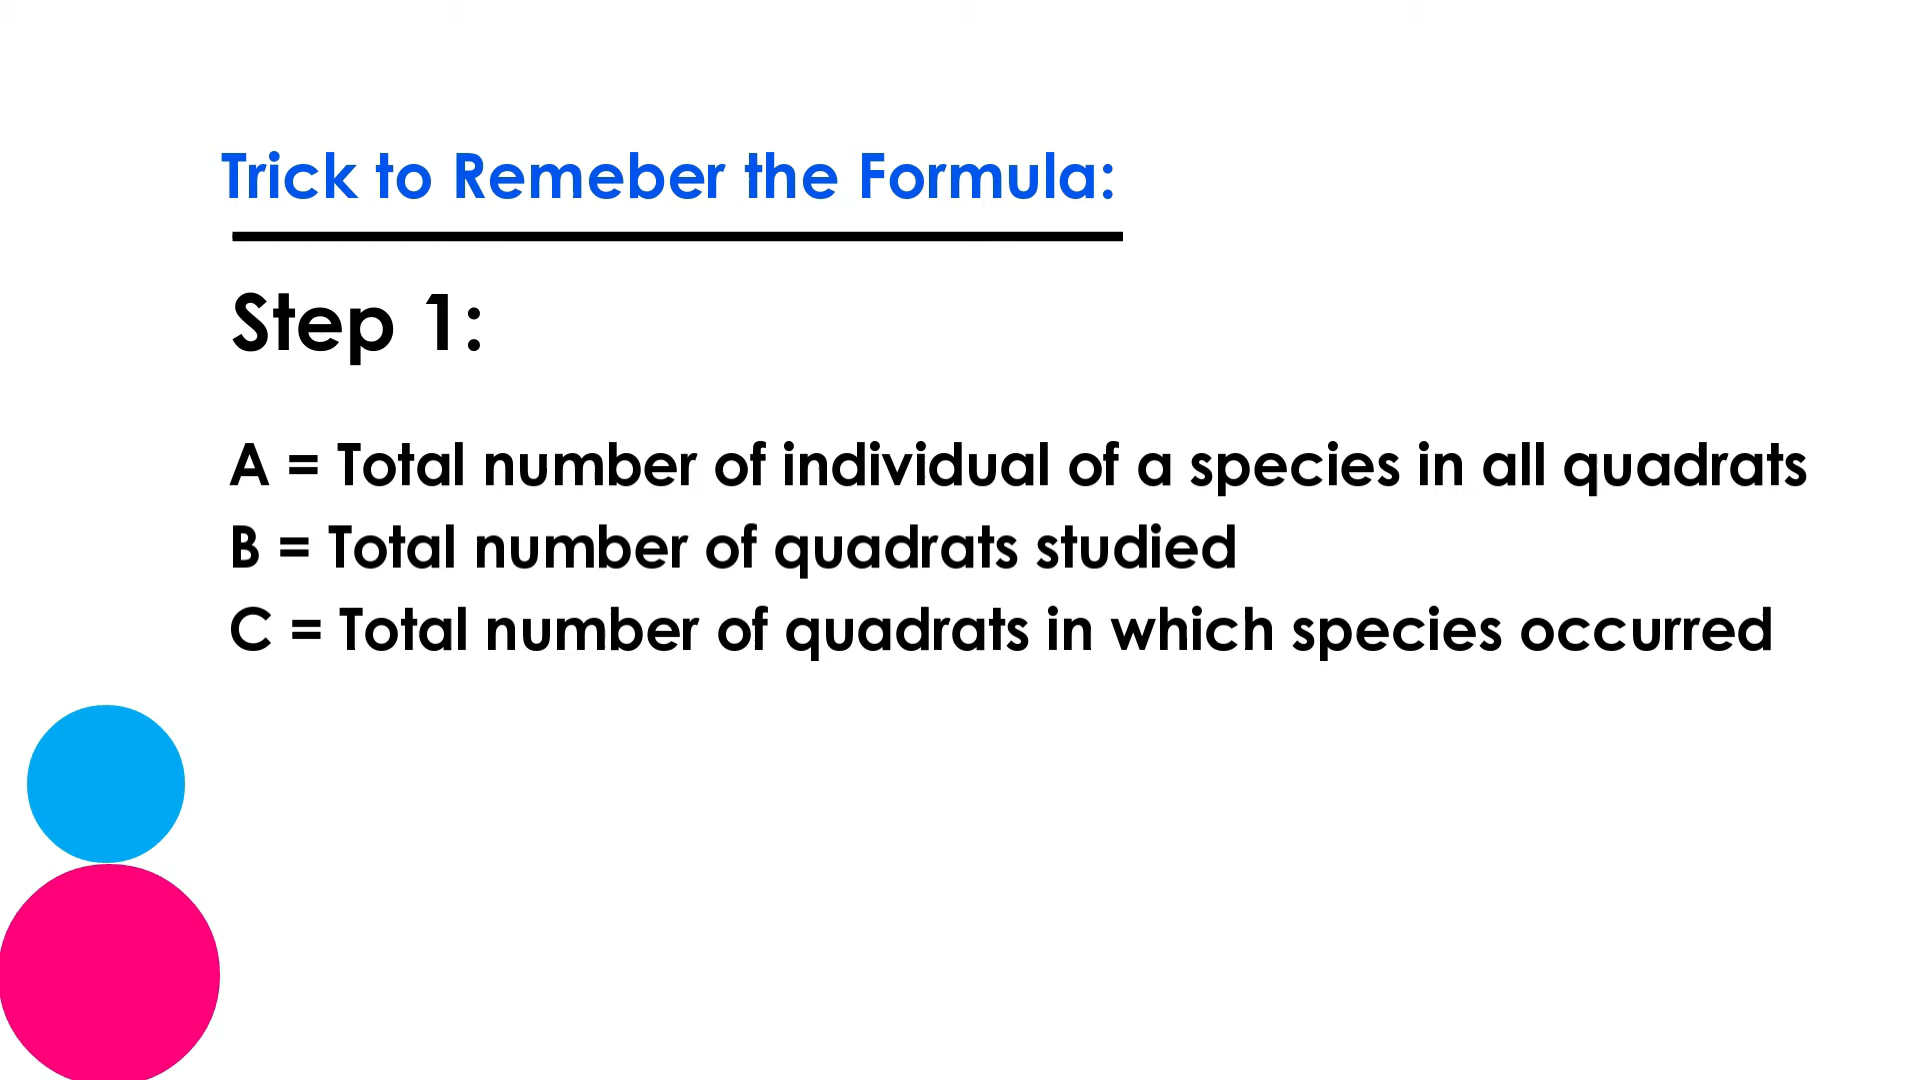 Trick to Remeber the Formula:
Step 1:
A = Total number of individual of a species in all quadrats
B = Total number of quadrats studied
C = Total number of quadrats in which species occurred